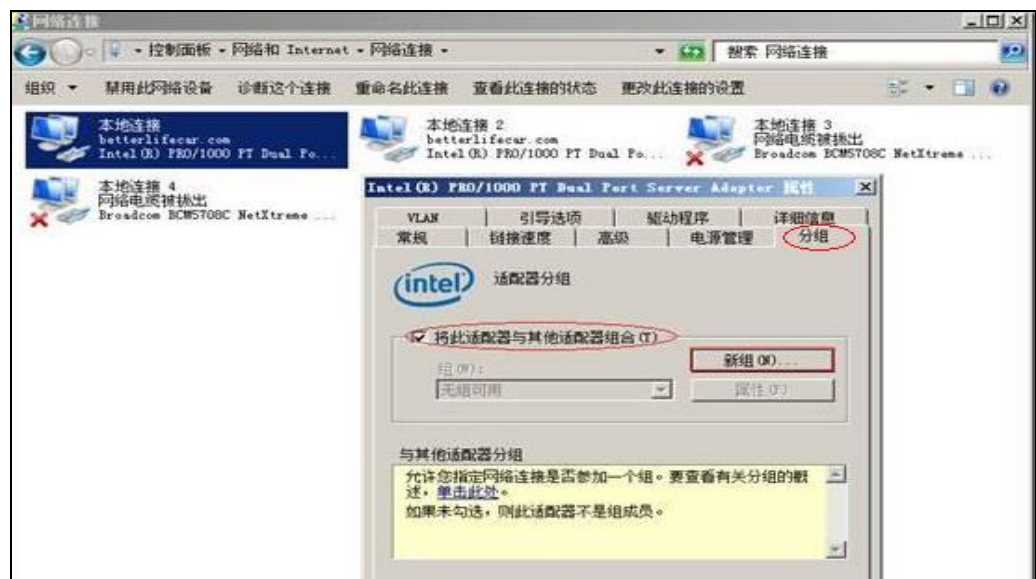 网络连接
控制面板 - 网络和 Internet - 网络连接 -
搜索 网络连接
组织 禁用此网络设备 诊断这个连接 重命名此连接 查看此连接的状态 更改此连接的设置
本地连接
betterlifecar.com
Intel(R) PRO/1000 PT Dual Po...
本地连接 2
betterlifecar.com
Intel(R) PRO/1000 PT Dual Po...
本地连接 3
网络电缆被拔出
Broadcom BCM5708C NetXtreme ...
本地连接 4
网络电缆被拔出
Broadcom BCM5708C NetXtreme ...
Intel(R) PRO/1000 PT Dual Port Server Adapter 属性
VLAN 引导选项 驱动程序 详细信息
常规 链接速度 高级 电源管理 分组
intel
适配器分组
将此适配器与其他适配器组合(T)
新组(N)...
组(M):
无组可用
属性(P)
与其他适配器分组
允许您指定网络连接是否参加一个组。要查看有关分组的概
述,单击此处。
如果未勾选,则此适配器不是组成员。